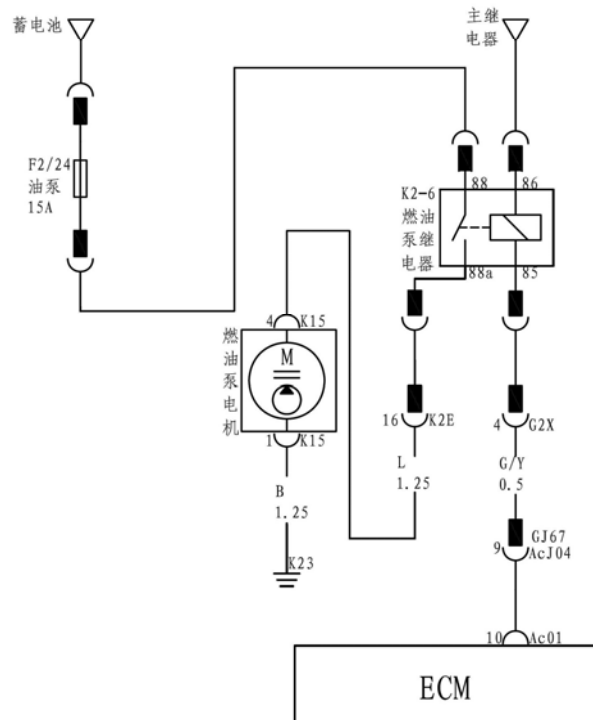 蓄电池
主继
电器
F2/24
油泵
15A
88
86
K2-6
燃油
泵继
电器
88a
85
4
K15
燃油泵电机
M
1
K15
16
K2E
4
G2X
L
1.25
G/Y
0.5
B
1.25
GJ67
9
AcJ04
K23
10
Ac01
ECM